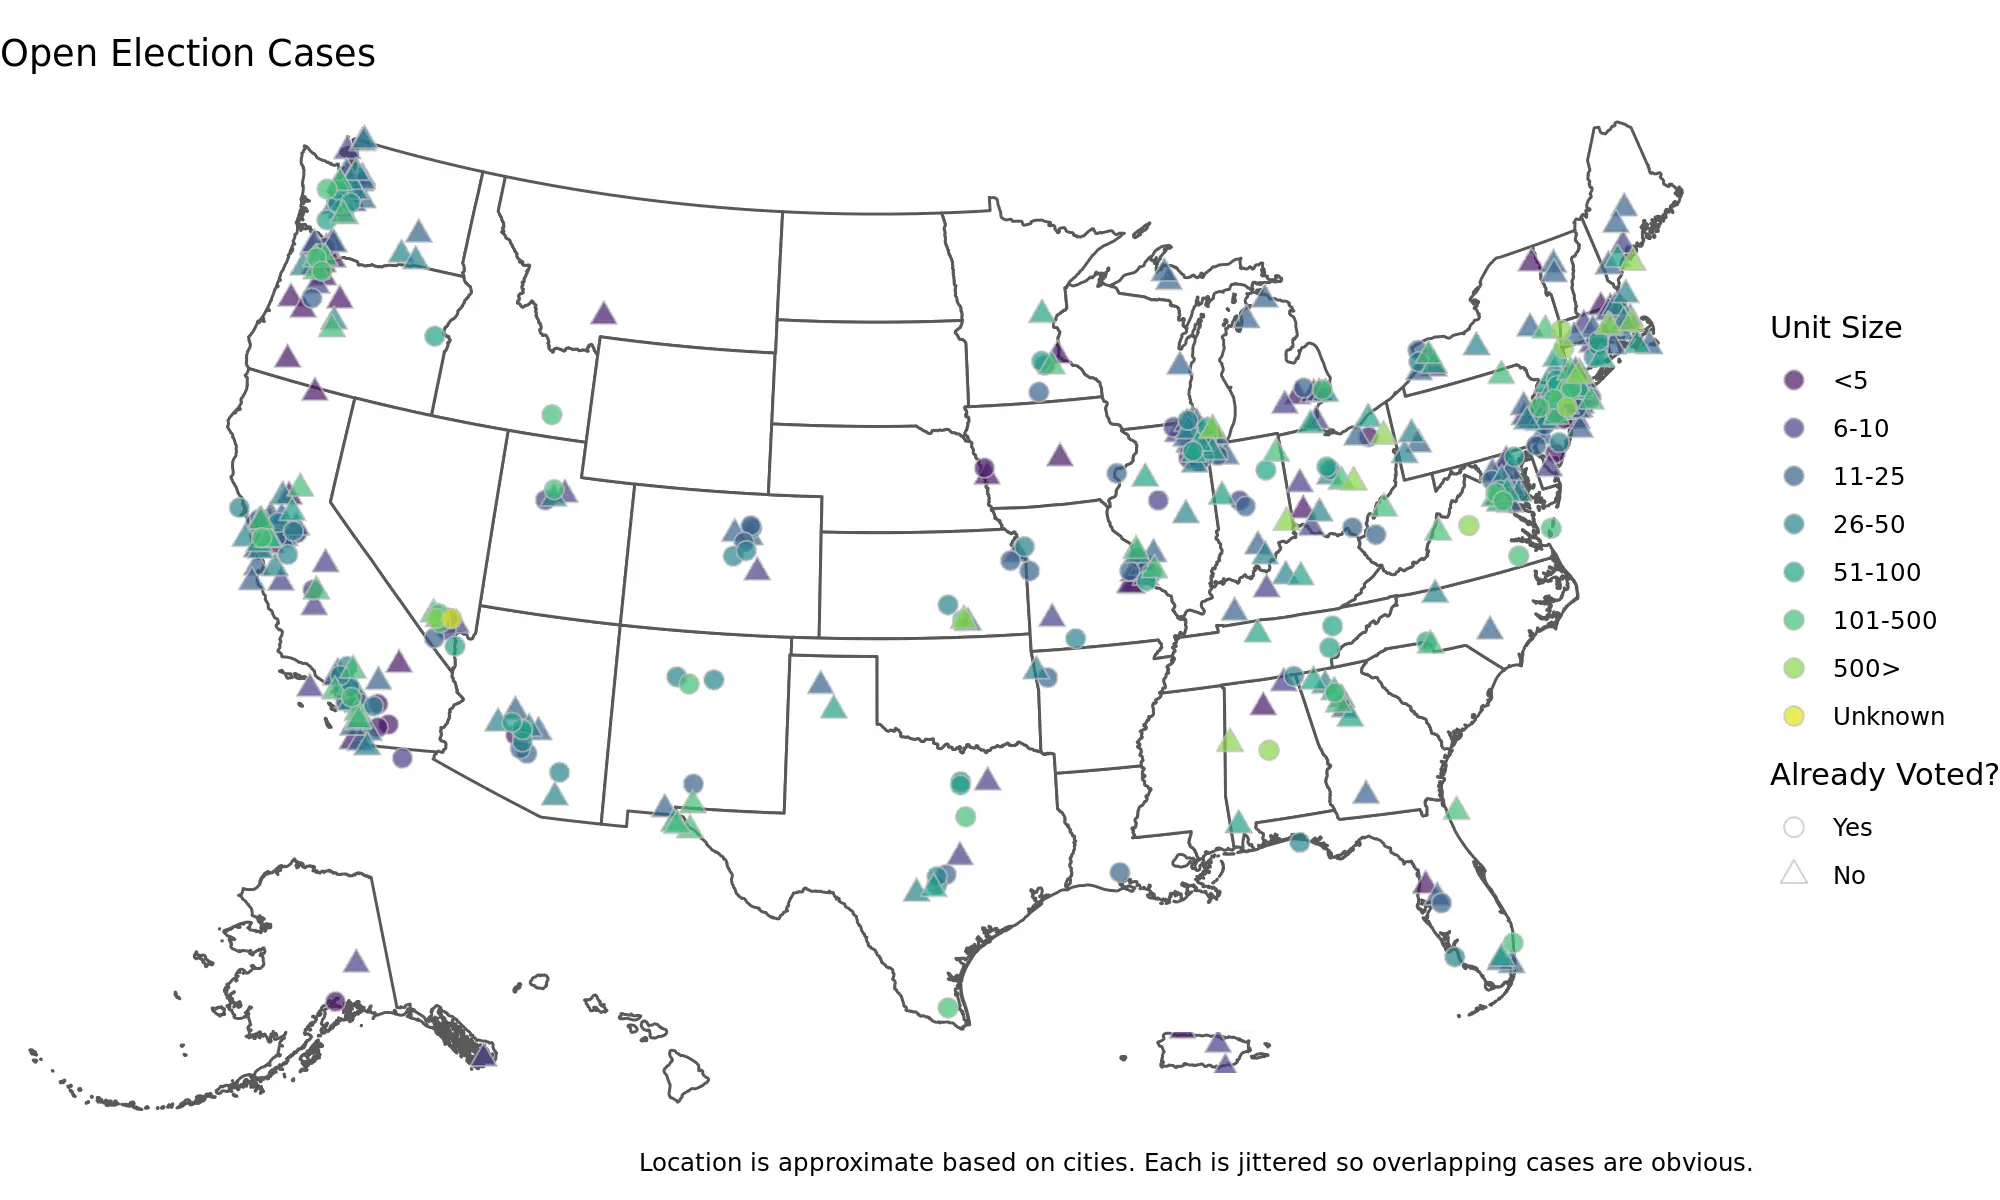 Open Election Cases
Unit Size
<5
6-10
11-25
26-50
51-100
101-500
500>
Unknown
Already Voted?
Yes
No
Location is approximate based on cities. Each is jittered so overlapping cases are obvious.